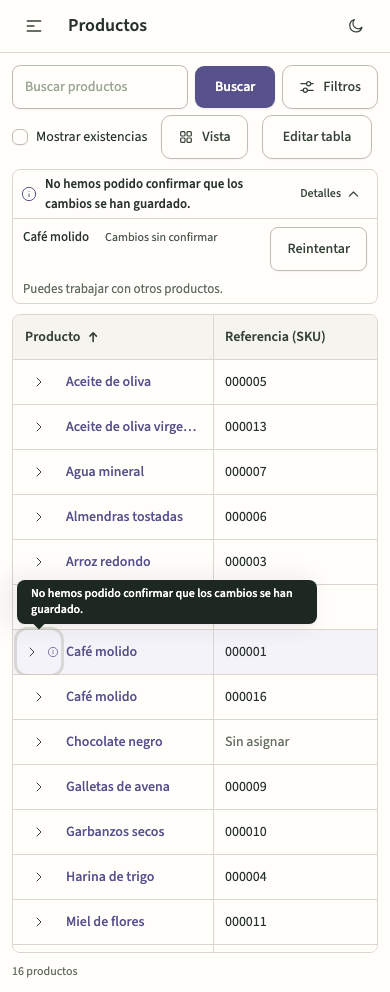 Productos
Buscar productos
Buscar
Filtros
Mostrar existencias
Vista
Editar tabla
No hemos podido confirmar que los
cambios se han guardado.
Detalles
Café molido
Cambios sin confirmar
Reintentar
Puedes trabajar con otros productos.
Producto
Referencia (SKU)
Aceite de oliva
000005
Aceite de oliva virge…
000013
Agua mineral
000007
Almendras tostadas
000006
Arroz redondo
000003
No hemos podido confirmar que los cambios se han
guardado.
Café molido
000001
Café molido
000016
Chocolate negro
Sin asignar
Galletas de avena
000009
Garbanzos secos
000010
Harina de trigo
000004
Miel de flores
000011
16 productos